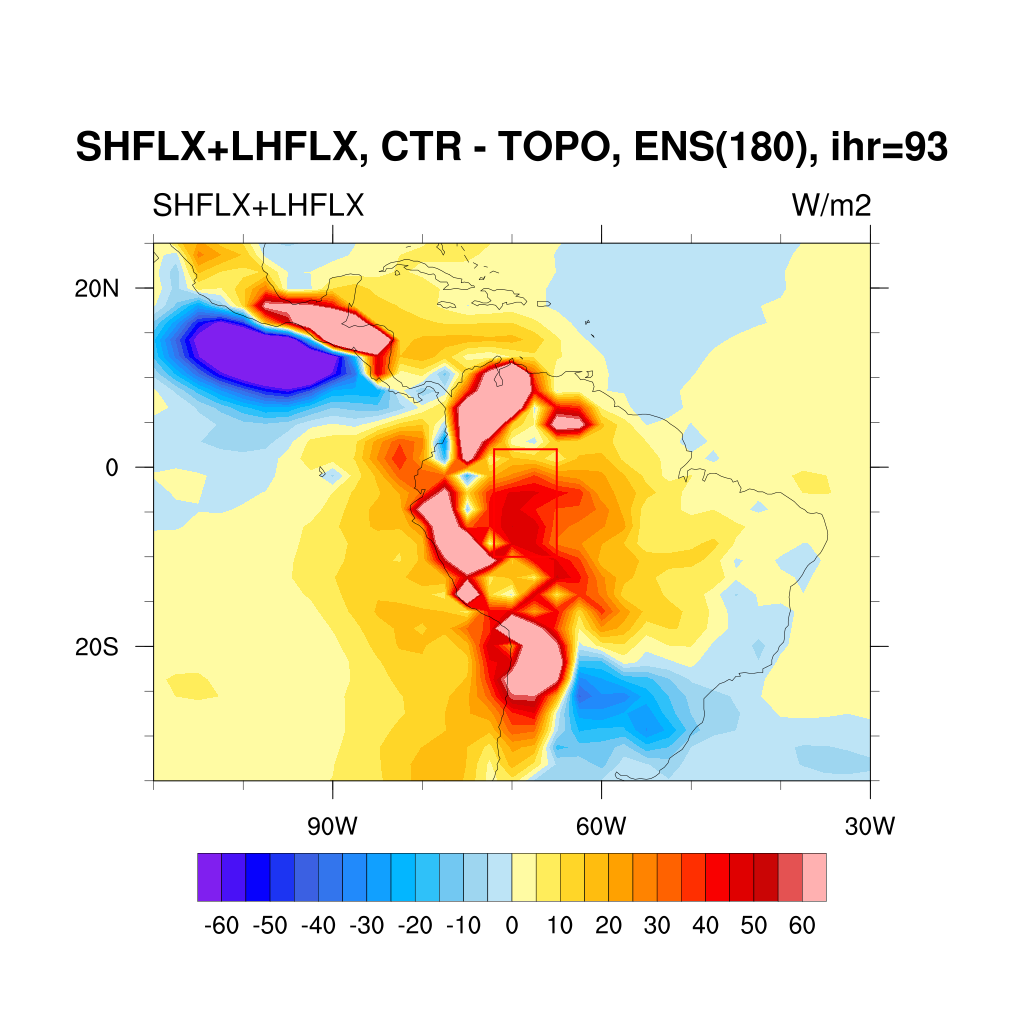 SHFLX+LHFLX, CTR - TOPO, ENS(180), ihr=93
SHFLX+LHFLX W/m2
20N
0
20S
90W 60W 30W
-60 -50 -40 -30 -20 -10 0 10 20 30 40 50 60